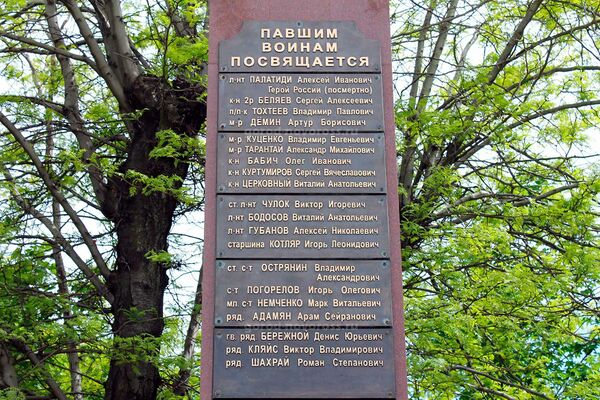 ПАВШИМ
ВОИНАМ
ПОСВЯЩАЕТСЯ
л-нт ПАЛАТИДИ Алексей Иванович
Герой России (посмертно)
к-н 2р БЕЛЯЕВ Сергей Алексеевич
п/п-к ТОХТЕЕВ Владимир Павлович
м-р ДЕМИН Артур Борисович
м-р КУЦЕНКО Владимир Евгеньевич
м-р ТАРАНТАЙ Александр Михайлович
к-н БАБИЧ Олег Иванович
к-н КУРТУМИРОВ Сергей Вячеславович
к-н ЦЕРКОВНЫЙ Виталий Анатольевич
ст. л-нт ЧУЛОК Виктор Игоревич
л-нт БОДОСОВ Виталий Анатольевич
л-нт ГУБАНОВ Алексей Николаевич
старшина КОТЛЯР Игорь Леонидович
ст. с-т ОСТРЯНИН Владимир
Александрович
с-т ПОГОРЕЛОВ Игорь Олегович
мл. с-т НЕМЧЕНКО Марк Витальевич
ряд. АДАМЯН Арам Сейранович
гв. ряд БЕРЕЖНОЙ Денис Юрьевич
ряд. КЛЯЙС Виктор Владимирович
ряд. ШАХРАЙ Роман Степанович